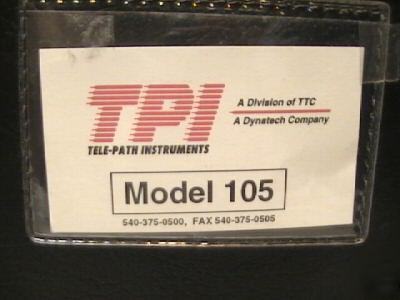 TPI
A Division of TTC
A Dynatech Company
TELE-PATH INSTRUMENTS
Model 105
540-375-0500, FAX 540-375-0505